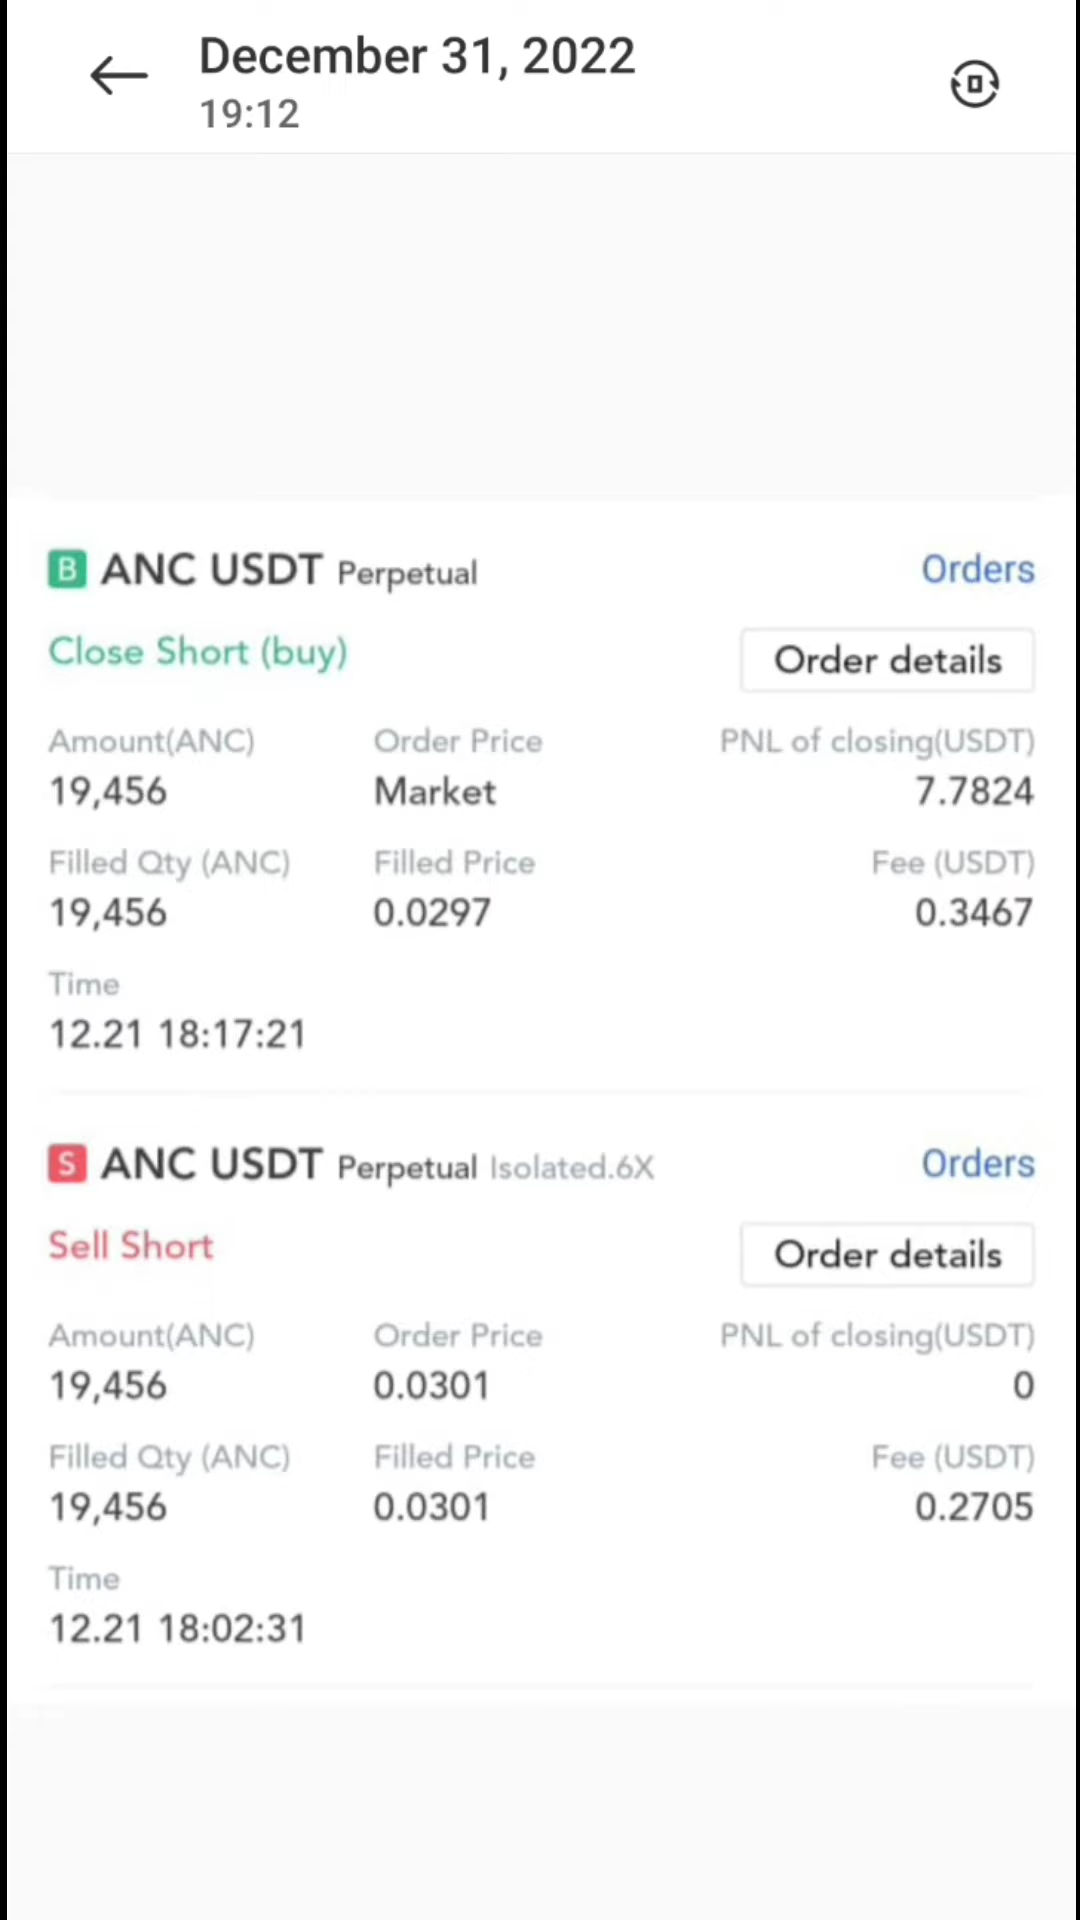 December 31, 2022
19:12
B ANC USDT Perpetual Orders
Close Short (buy) Order details
Amount(ANC) Order Price PNL of closing(USDT)
19,456 Market 7.7824
Filled Qty (ANC) Filled Price Fee (USDT)
19,456 0.0297 0.3467
Time
12.21 18:17:21
S ANC USDT Perpetual Isolated.6X Orders
Sell Short Order details
Amount(ANC) Order Price PNL of closing(USDT)
19,456 0.0301 0
Filled Qty (ANC) Filled Price Fee (USDT)
19,456 0.0301 0.2705
Time
12.21 18:02:31